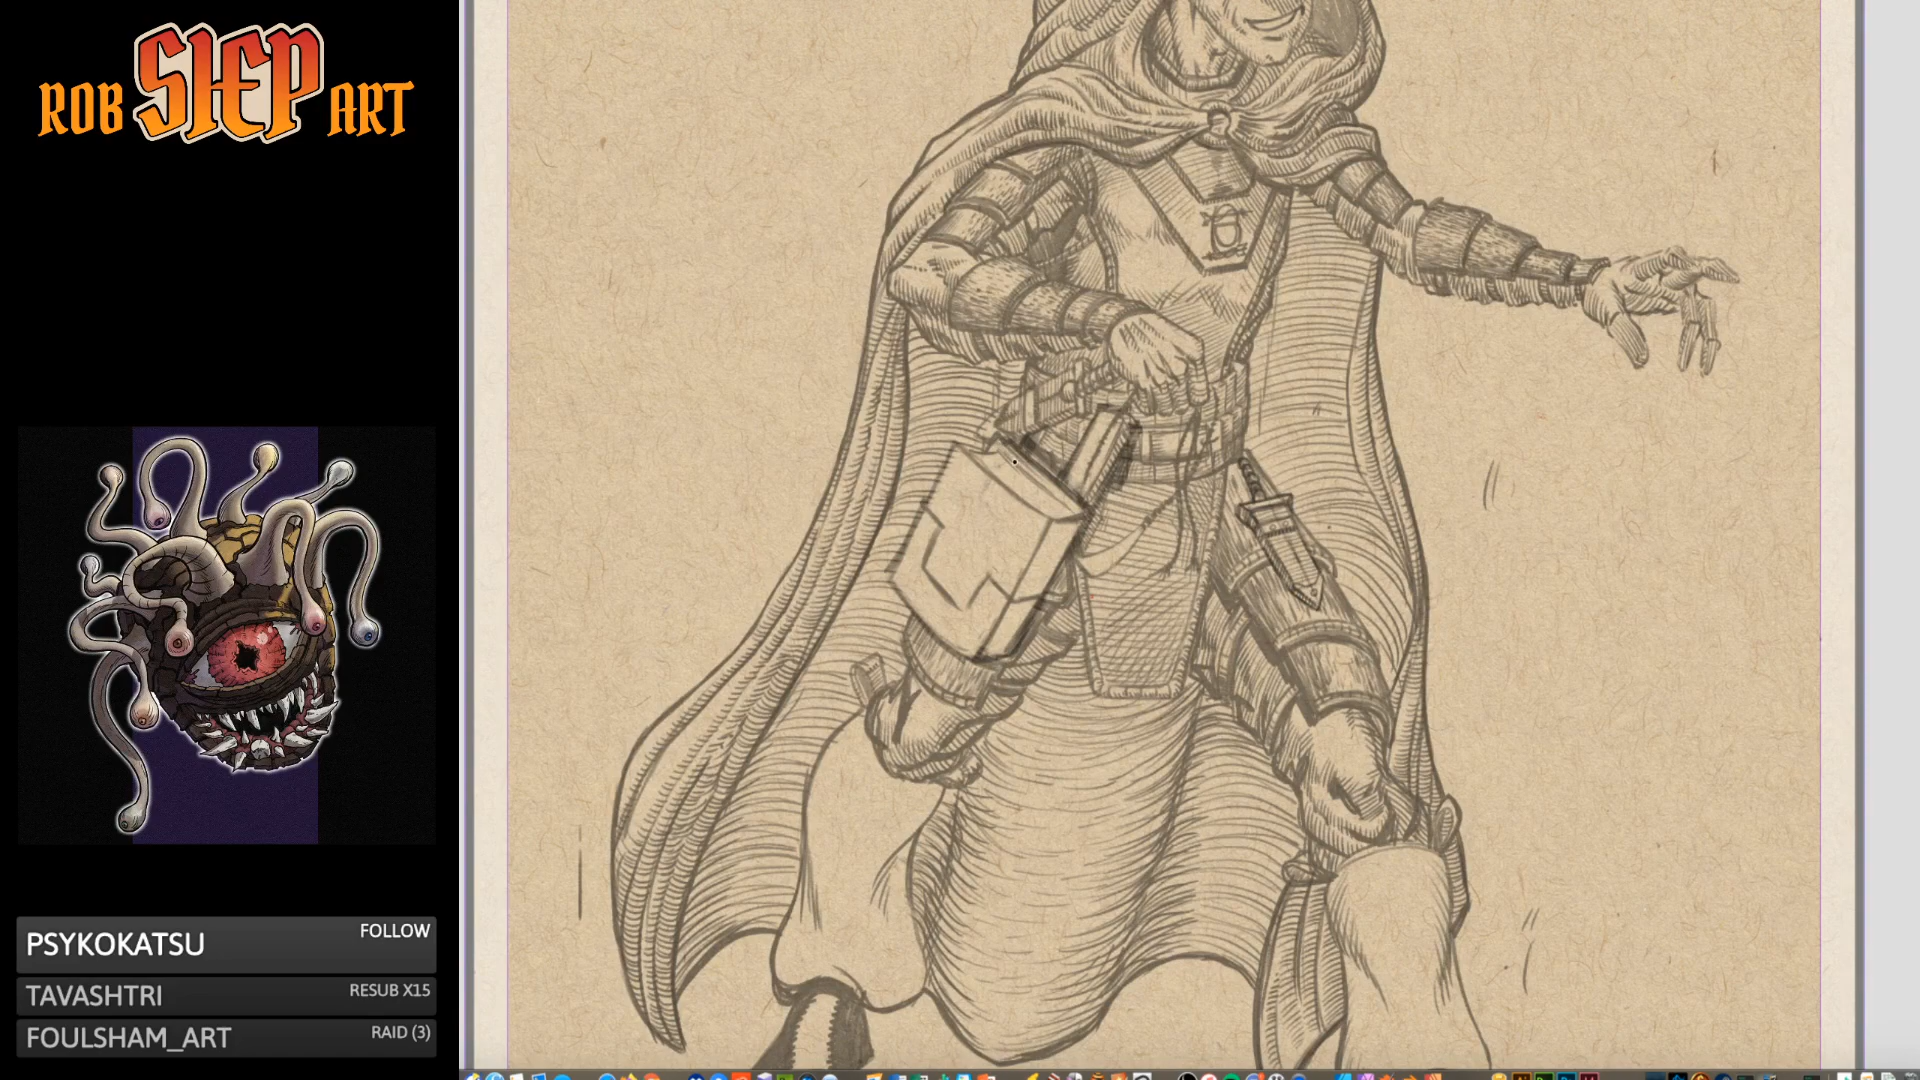 ROB SIEP ART
PSYKOKATSU FOLLOW
TAVASHTRI RESUB X15
FOULSHAM_ART RAID (3)